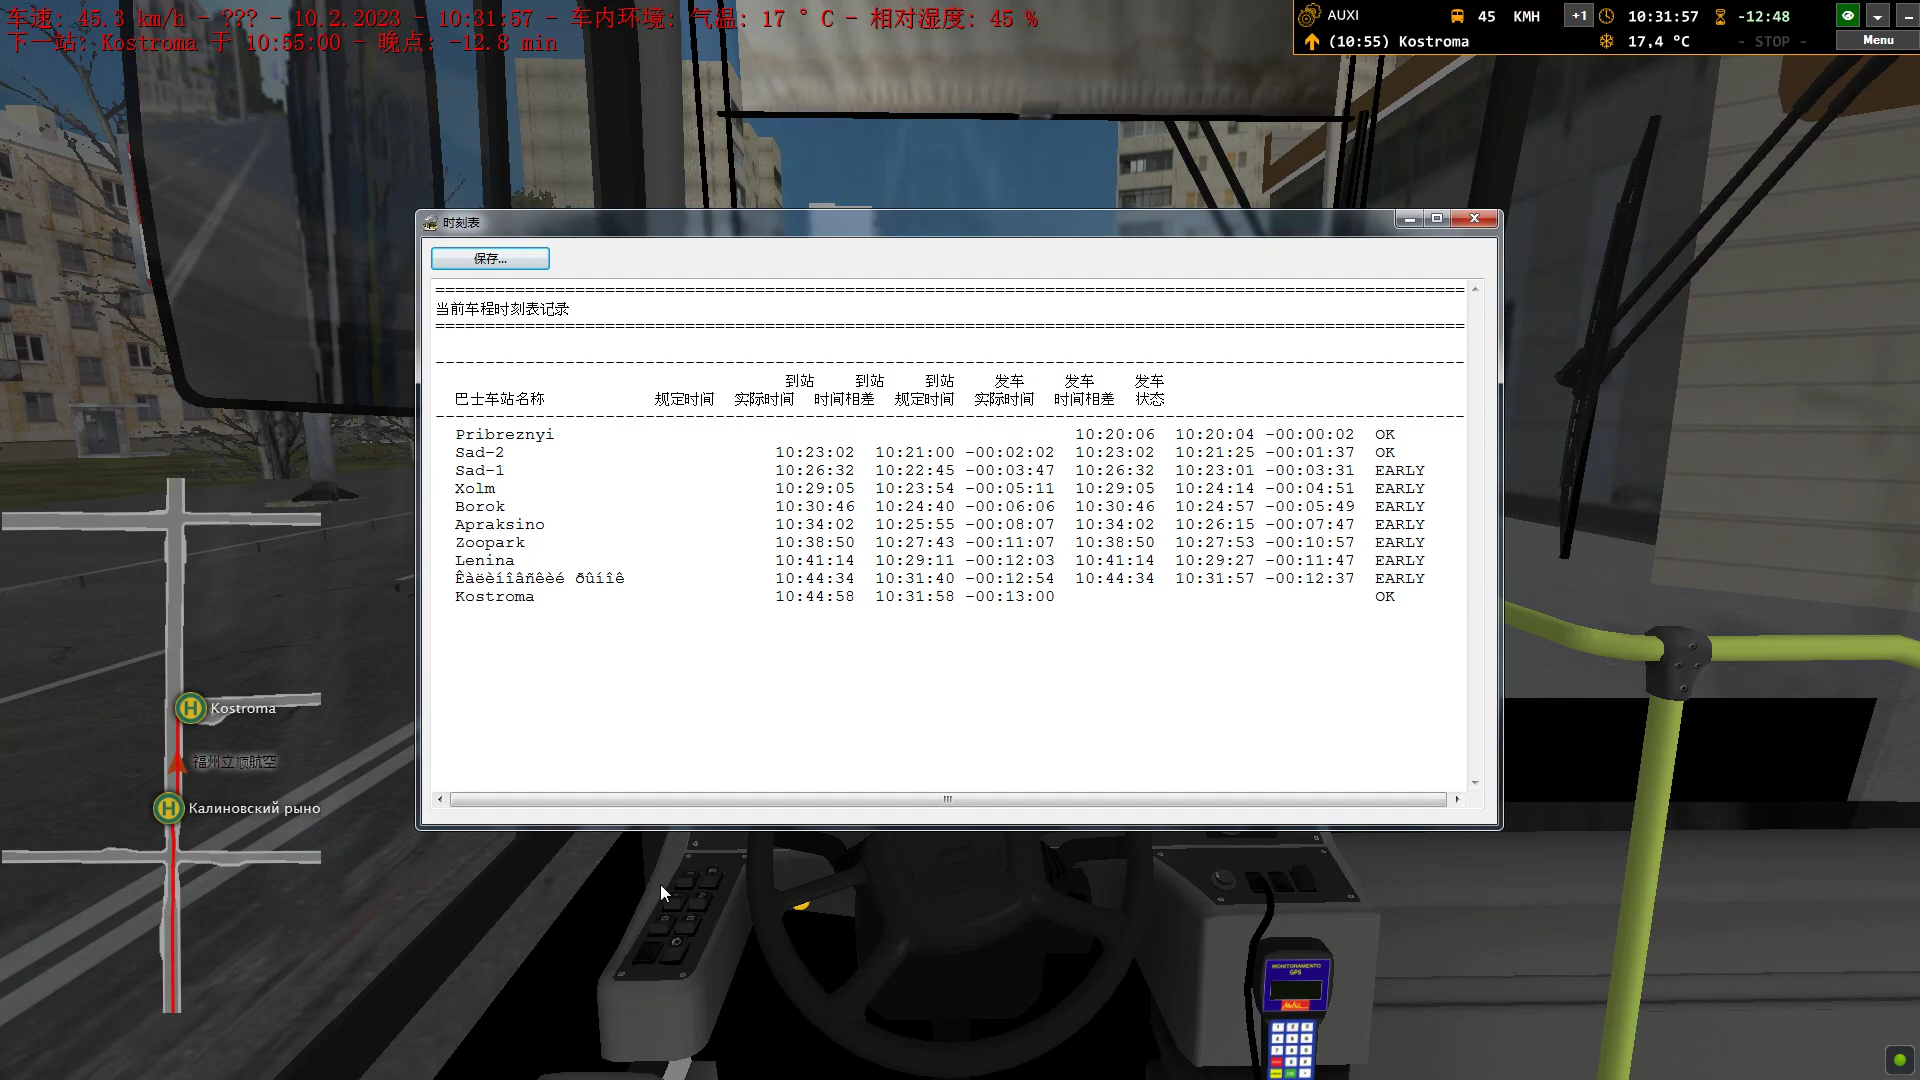 车速: 45.3 km/h - ??? - 10.2.2023 - 10:31:57 - 车内环境: 气温: 17 ° C - 相对湿度: 45 %
下一站: Kostroma 于 10:55:00 - 晚点: -12.8 min
AUXI 45 KMH +1 10:31:57 -12:48
(10:55) Kostroma 17,4 °C - STOP - Menu
时刻表
保存...
当前车程时刻表记录
到站 到站 到站 发车 发车 发车
巴士车站名称 规定时间 实际时间 时间相差 规定时间 实际时间 时间相差 状态
Pribreznyi 10:20:06 10:20:04 -00:00:02 OK
Sad-2 10:23:02 10:21:00 -00:02:02 10:23:02 10:21:25 -00:01:37 OK
Sad-1 10:26:32 10:22:45 -00:03:47 10:26:32 10:23:01 -00:03:31 EARLY
Xolm 10:29:05 10:23:54 -00:05:11 10:29:05 10:24:14 -00:04:51 EARLY
Borok 10:30:46 10:24:40 -00:06:06 10:30:46 10:24:57 -00:05:49 EARLY
Apraksino 10:34:02 10:25:55 -00:08:07 10:34:02 10:26:15 -00:07:47 EARLY
Zoopark 10:38:50 10:27:43 -00:11:07 10:38:50 10:27:53 -00:10:57 EARLY
Lenina 10:41:14 10:29:11 -00:12:03 10:41:14 10:29:27 -00:11:47 EARLY
Êàëèíîâñêèé ðûíîê 10:44:34 10:31:40 -00:12:54 10:44:34 10:31:57 -00:12:37 EARLY
Kostroma 10:44:58 10:31:58 -00:13:00 OK
Kostroma
福州立顺航空
Калиновский рыно
MONITORAMENTO
GPS